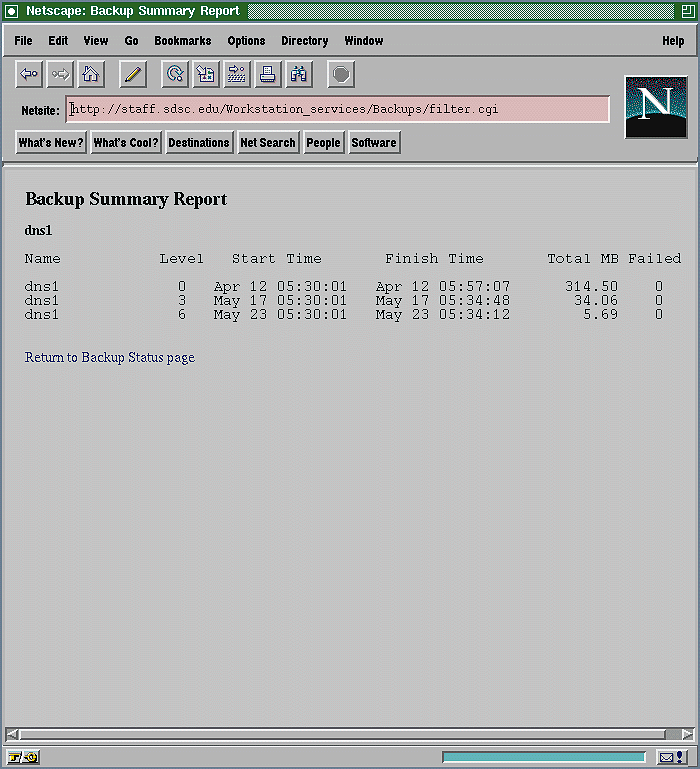 Netscape: Backup Summary Report
File Edit View Go Bookmarks Options Directory Window Help
N
Netsite: http://staff.sdsc.edu/Workstation_services/Backups/filter.cgi
What's New? What's Cool? Destinations Net Search People Software
Backup Summary Report
dns1
Name Level Start Time Finish Time Total MB Failed
dns1 0 Apr 12 05:30:01 Apr 12 05:57:07 314.50 0
dns1 3 May 17 05:30:01 May 17 05:34:48 34.06 0
dns1 6 May 23 05:30:01 May 23 05:34:12 5.69 0
Return to Backup Status page